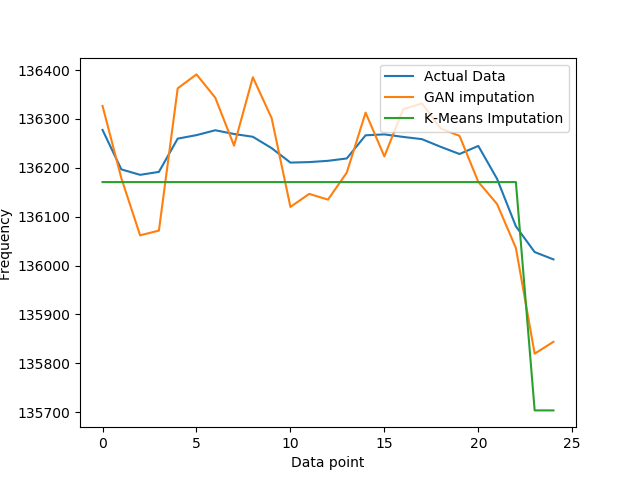 136400
136300
136200
136100
136000
135900
135800
135700
Frequency
0
5
10
15
20
25
Data point
Actual Data
GAN imputation
K-Means Imputation